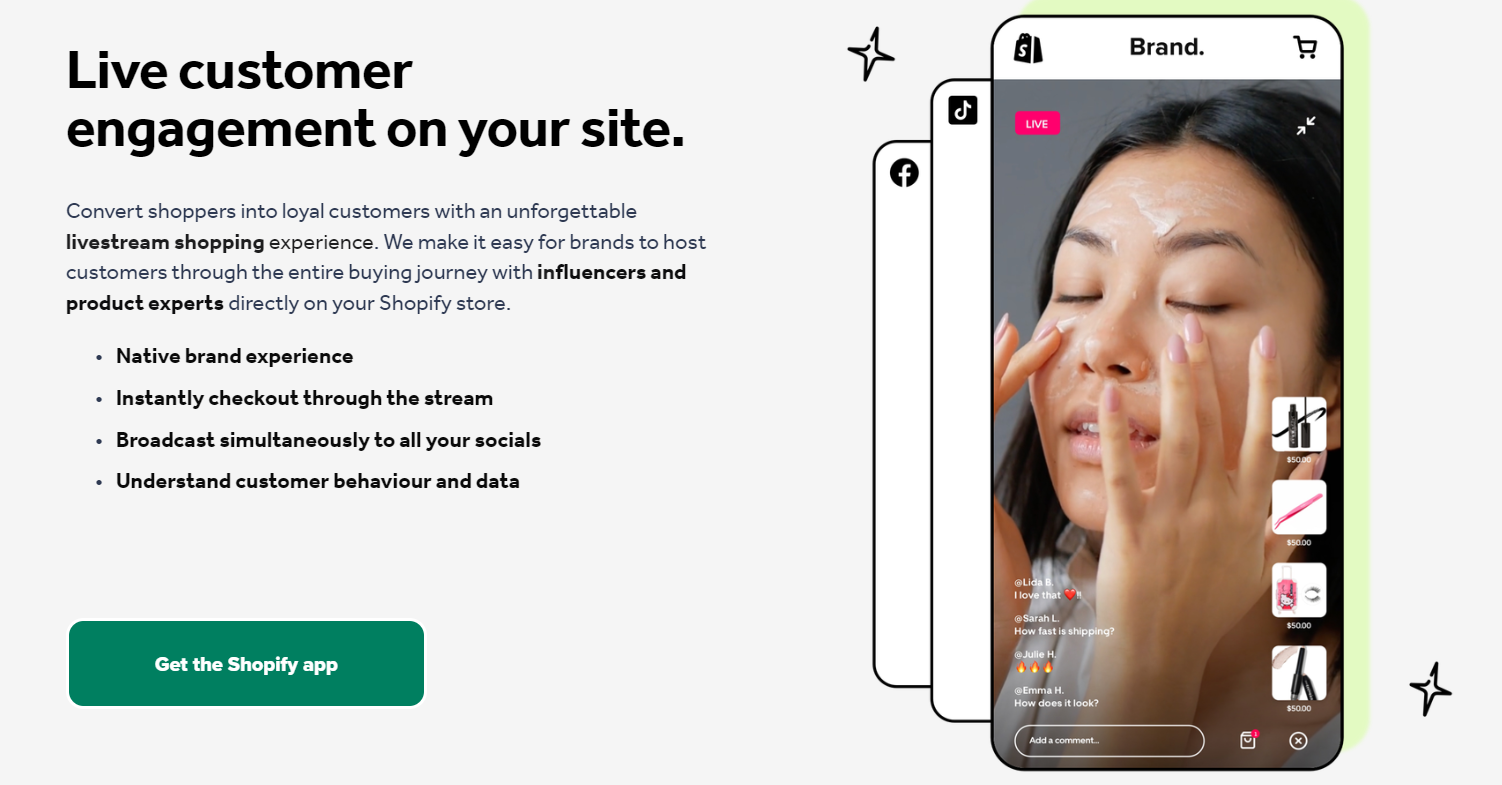 Live customer
engagement on your site.
Convert shoppers into loyal customers with an unforgettable
livestream shopping experience. We make it easy for brands to host
customers through the entire buying journey with influencers and
product experts directly on your Shopify store.
• Native brand experience
• Instantly checkout through the stream
• Broadcast simultaneously to all your socials
• Understand customer behaviour and data
Get the Shopify app
Brand.
LIVE
$50.00
$50.00
$50.00
$50.00
@Lida B.
I love that ❤️!!
@Sarah L.
How fast is shipping?
@Julie H.
🔥🔥🔥
@Emma H.
How does it look?
Add a comment...
1